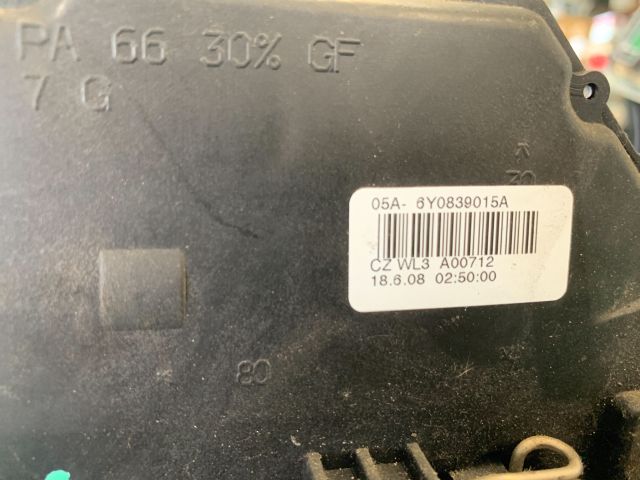 PA 66 30% GF
7 G
30
05A- 6Y0839015A
CZ WL3 A00712
18.6.08 02:50:00
80